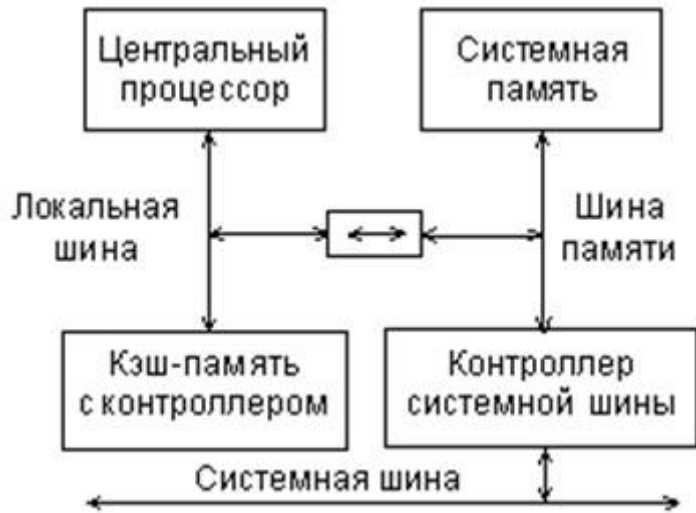 Центральный
процессор
Системная
память
Локальная
шина
Шина
памяти
Кэш-память
с контроллером
Контроллер
системной шины
Системная шина